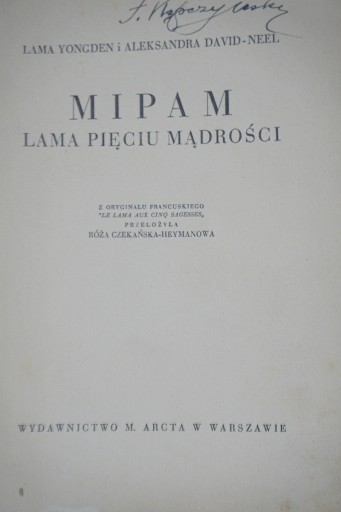 LAMA YONGDEN i ALEKSANDRA DAVID-NEEL
MIPAM
LAMA PIĘCIU MĄDROŚCI
Z ORYGINAŁU FRANCUSKIEGO
"LE LAMA AUX CINQ SAGESSES„
PRZEŁOŻYŁA
RÓŻA CZEKAŃSKA-HEYMANOWA
WYDAWNICTWO M. ARCTA W WARSZAWIE